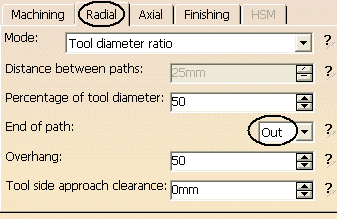 Machining Radial Axial Finishing HSM
Mode: Tool diameter ratio ?
Distance between paths: 25mm ?
Percentage of tool diameter: 50 ?
End of path: Out ?
Overhang: 50 ?
Tool side approach clearance: 0mm ?